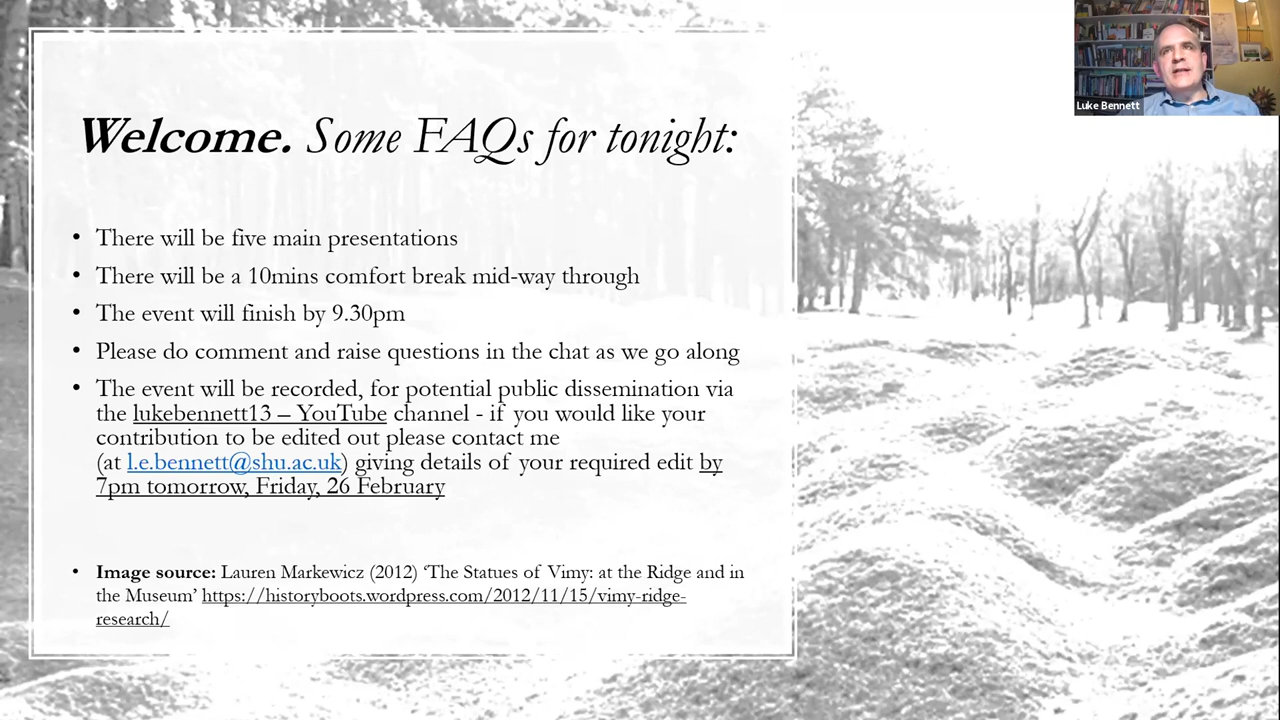 Luke Bennett
Welcome. Some FAQs for tonight:
• There will be five main presentations
• There will be a 10mins comfort break mid-way through
• The event will finish by 9.30pm
• Please do comment and raise questions in the chat as we go along
• The event will be recorded, for potential public dissemination via
the lukebennett13 – YouTube channel - if you would like your
contribution to be edited out please contact me
(at l.e.bennett@shu.ac.uk) giving details of your required edit by
7pm tomorrow, Friday, 26 February
• Image source: Lauren Markewicz (2012) ‘The Statues of Vimy: at the Ridge and in
the Museum’ https://historyboots.wordpress.com/2012/11/15/vimy-ridge-
research/